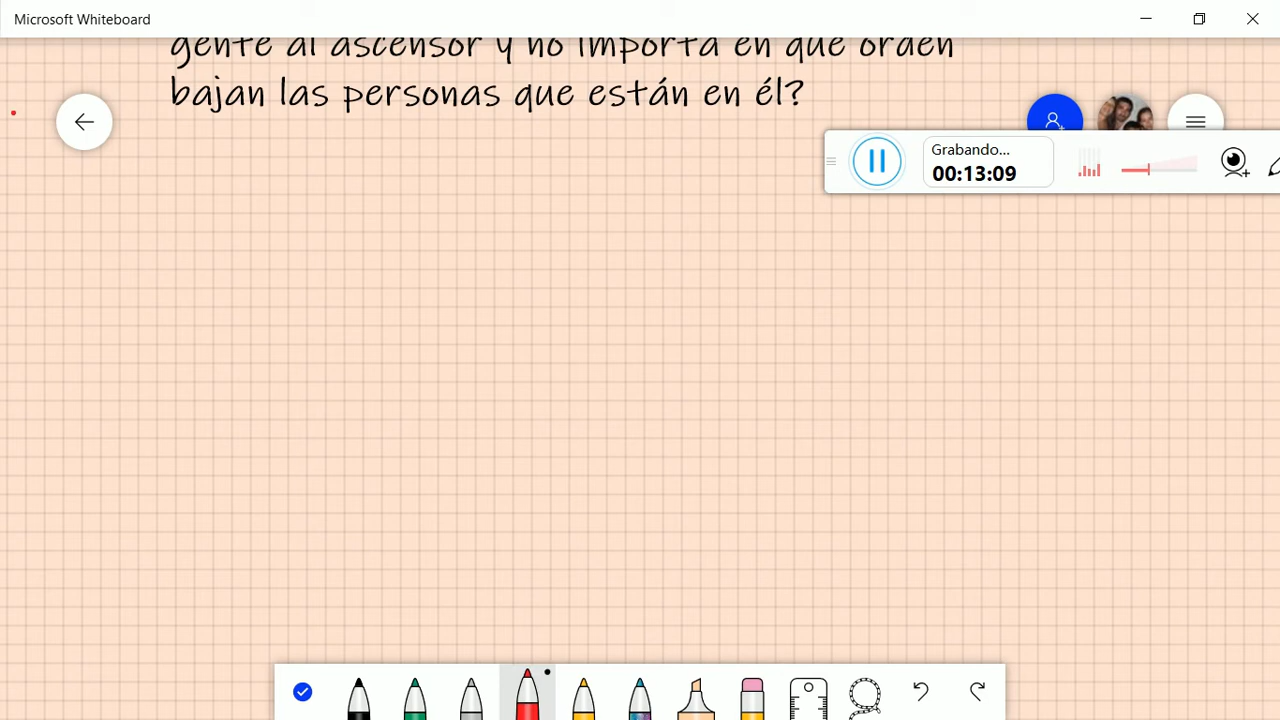 Microsoft Whiteboard
gente al ascensor y no importa en que orden
bajan las personas que están en él?
Grabando...
00:13:09